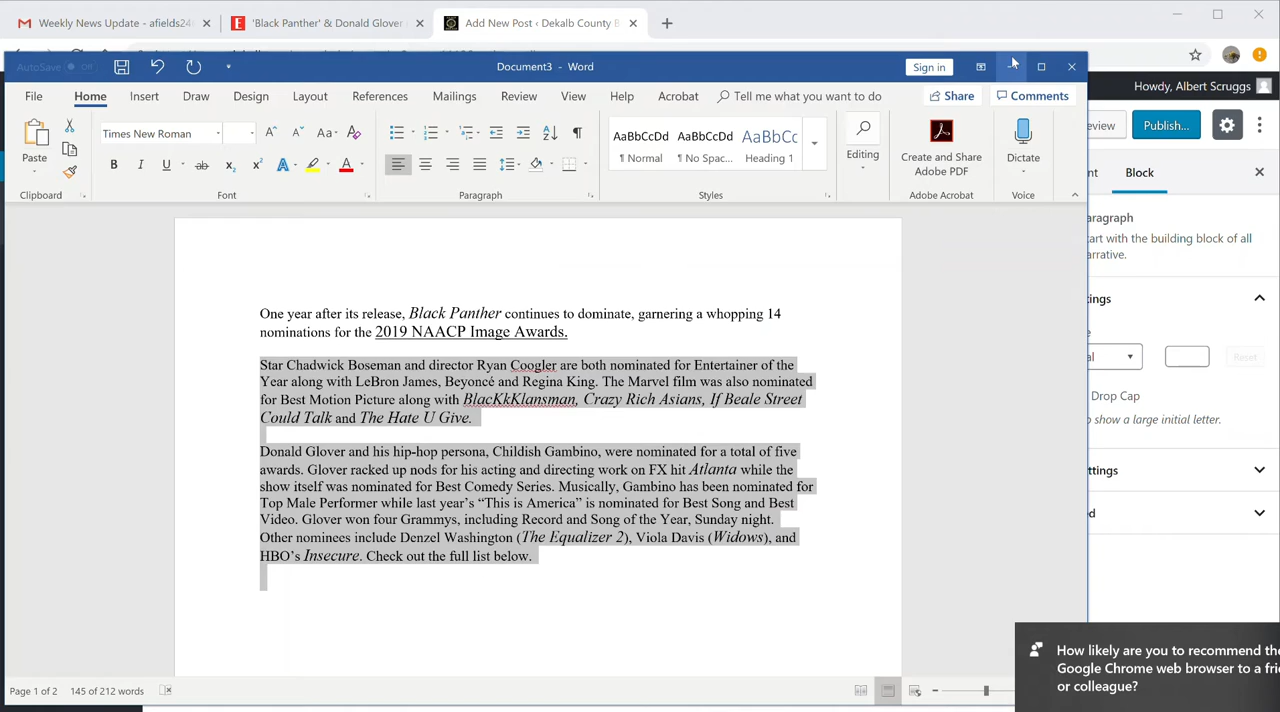 Weekly News Update - afields24
'Black Panther' & Donald Glover
Add New Post ‹ Dekalb County B
AutoSave Off
Document3 - Word
Sign in
Howdy, Albert Scruggs
File Home Insert Draw Design Layout References Mailings Review View Help Acrobat Tell me what you want to do Share Comments
eview
Publish...
Paste
Times New Roman
AaBbCcDd AaBbCcDd AaBbCc
¶ Normal ¶ No Spac... Heading 1
Editing
Create and Share
Adobe PDF
Dictate
nt
Block
Clipboard Font Paragraph Styles Adobe Acrobat Voice
aragraph
tart with the building block of all
arrative.
ttings
One year after its release, Black Panther continues to dominate, garnering a whopping 14
nominations for the 2019 NAACP Image Awards.
Star Chadwick Boseman and director Ryan Coogler are both nominated for Entertainer of the
Year along with LeBron James, Beyoncé and Regina King. The Marvel film was also nominated
for Best Motion Picture along with BlacKkKlansman, Crazy Rich Asians, If Beale Street
Could Talk and The Hate U Give.
Donald Glover and his hip-hop persona, Childish Gambino, were nominated for a total of five
awards. Glover racked up nods for his acting and directing work on FX hit Atlanta while the
show itself was nominated for Best Comedy Series. Musically, Gambino has been nominated for
Top Male Performer while last year's “This is America” is nominated for Best Song and Best
Video. Glover won four Grammys, including Record and Song of the Year, Sunday night.
Other nominees include Denzel Washington (The Equalizer 2), Viola Davis (Widows), and
HBO's Insecure. Check out the full list below.
al
Reset
Drop Cap
o show a large initial letter.
ettings
ed
How likely are you to recommend the
Google Chrome web browser to a frie
or colleague?
Page 1 of 2 145 of 212 words